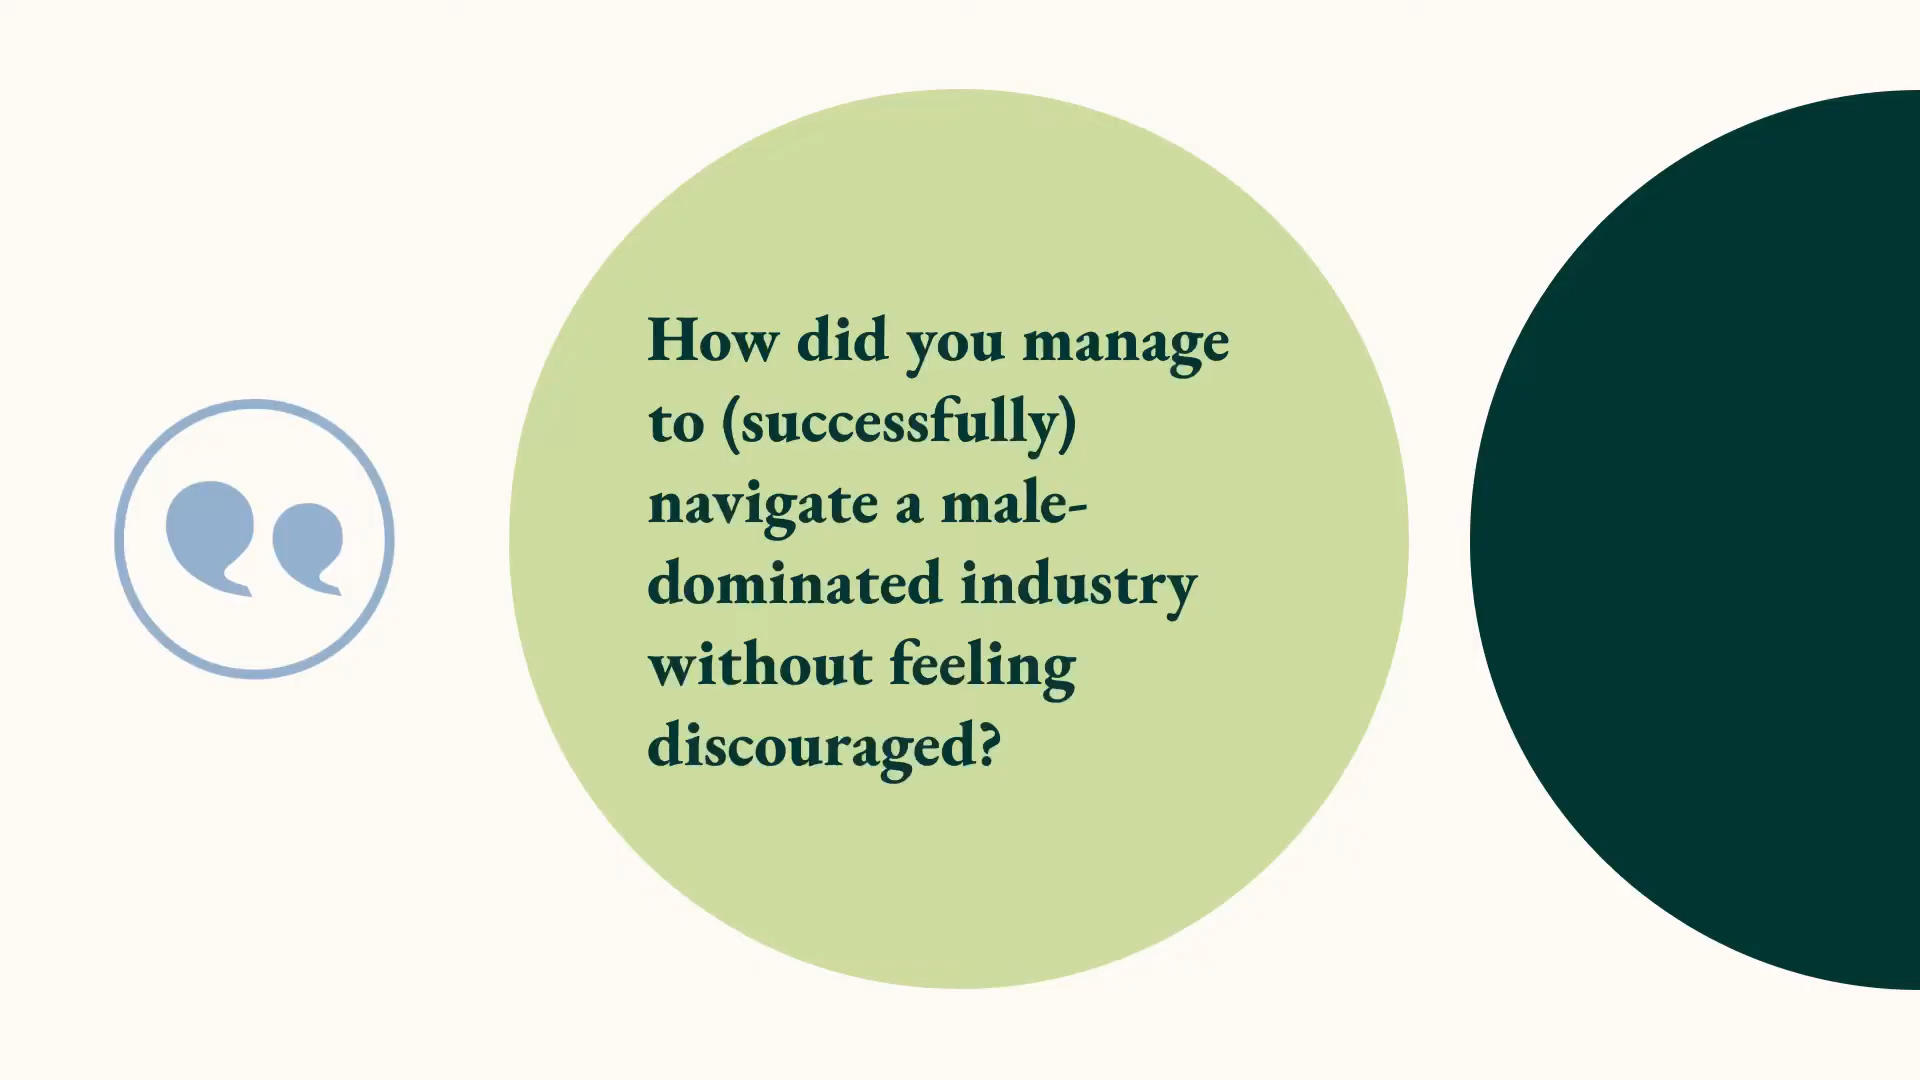 How did you manage
to (successfully)
navigate a male-
dominated industry
without feeling
discouraged?